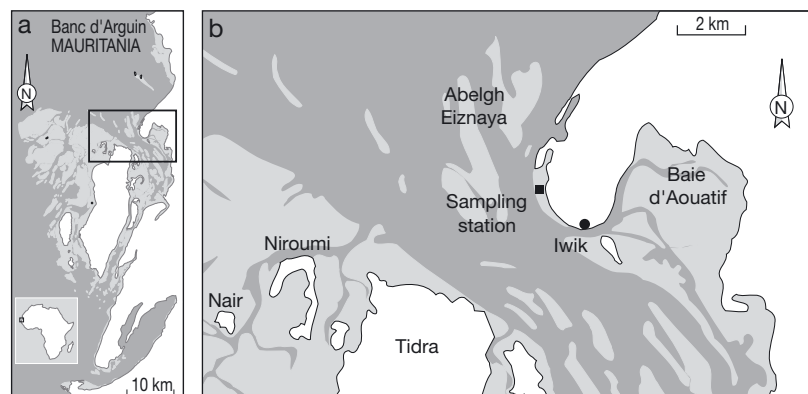 a
Banc d'Arguin
MAURITANIA
N
10 km
b
2 km
N
Abelgh
Eiznaya
Baie
d'Aouatif
Sampling
station
Iwik
Niroumi
Nair
Tidra